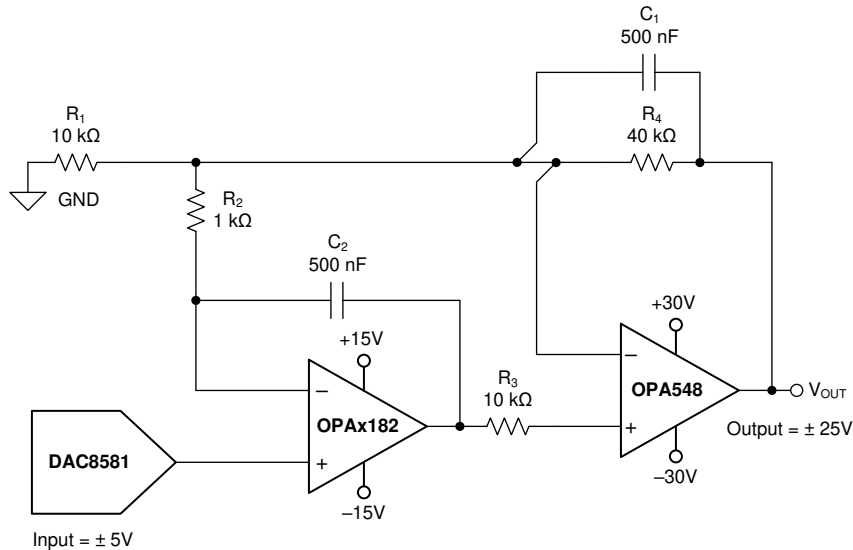 C1
500 nF
R1
10 kΩ
R4
40 kΩ
GND
R2
1 kΩ
C2
500 nF
+15V
+30V
R3
10 kΩ
−
OPAx182
+
−
OPA548
+
VOUT
DAC8581
Output = ± 25V
−15V
−30V
Input = ± 5V